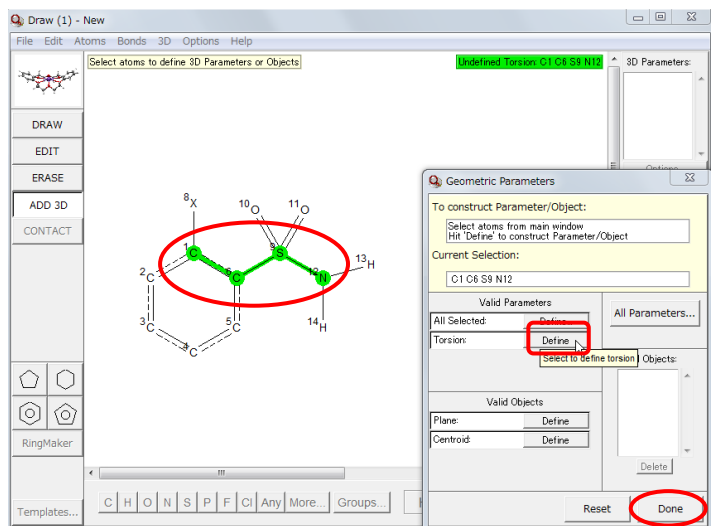 Draw (1) - New
File Edit Atoms Bonds 3D Options Help
Select atoms to define 3D Parameters or Objects
Undefined Torsion: C1 C6 S9 N12
3D Parameters:
DRAW
EDIT
ERASE
ADD 3D
CONTACT
8
X
10
O
11
O
1
C
9
S
2
C
6
C
12
N
13
H
3
C
5
C
14
H
4
C
RingMaker
Templates...
C H O N S P F Cl Any More... Groups...
Geometric Parameters
To construct Parameter/Object:
Select atoms from main window
Hit 'Define' to construct Parameter/Object
Current Selection:
C1 C6 S9 N12
Valid Parameters
All Parameters...
All Selected: Define...
Torsion: Define
Select to define torsion
Objects:
Valid Objects
Plane: Define
Centroid: Define
Delete
Reset Done